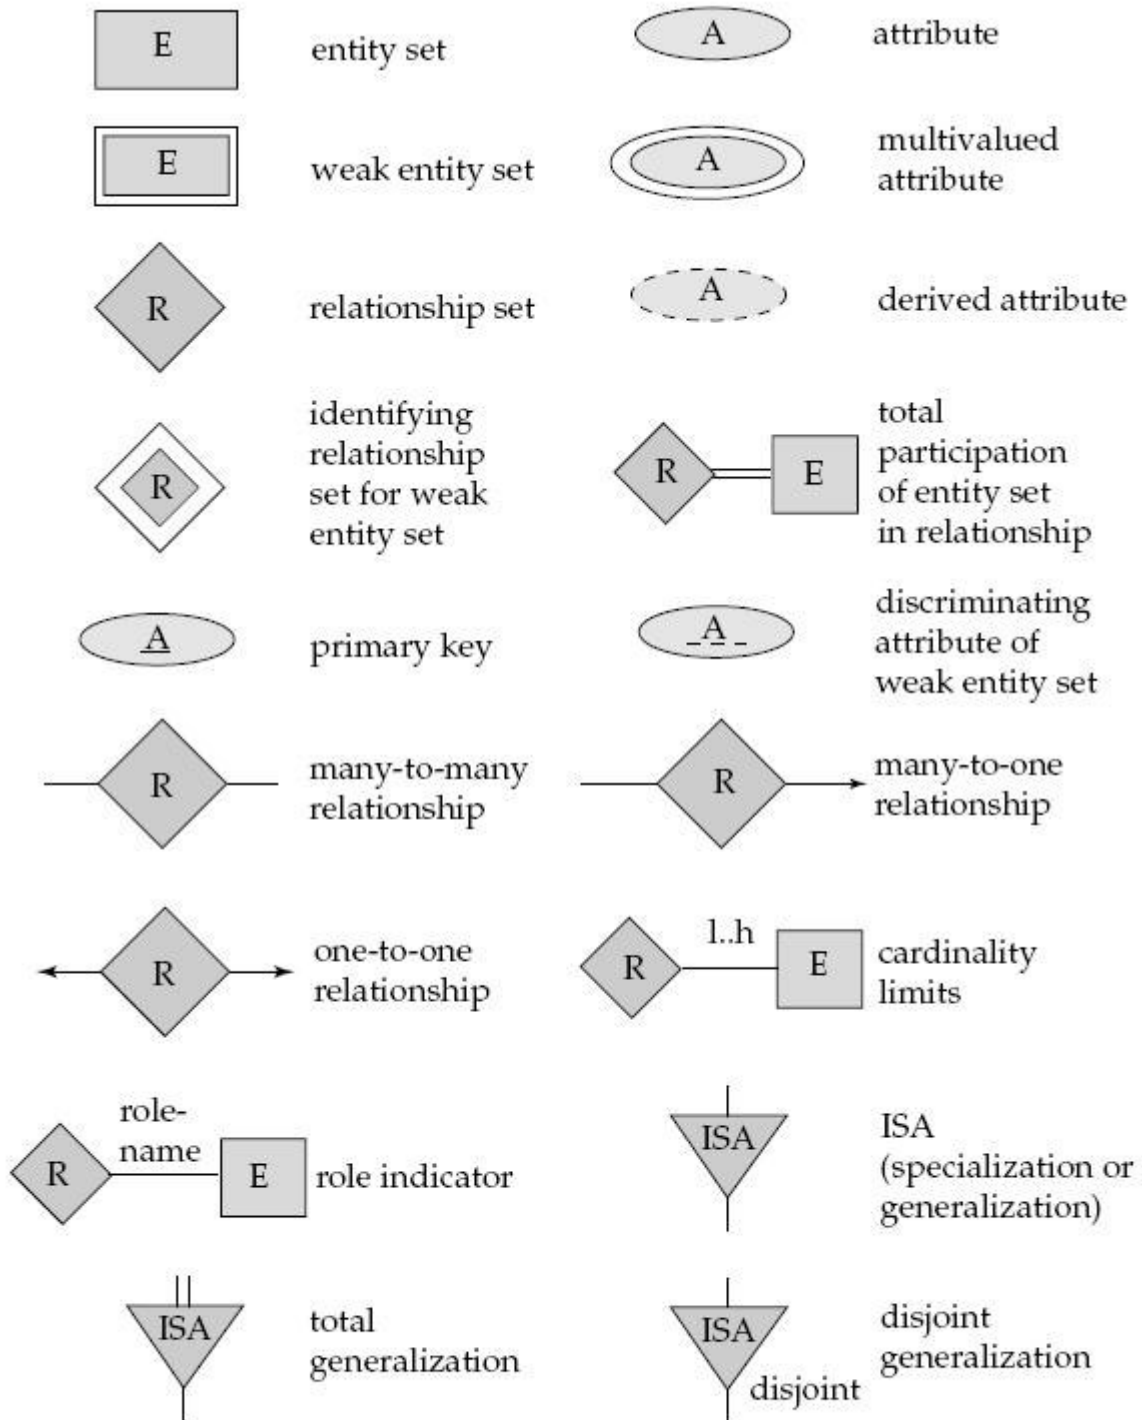 E
entity set
A
attribute
E
weak entity set
A
multivalued
attribute
R
relationship set
A
derived attribute
R
identifying
relationship
set for weak
entity set
R
E
total
participation
of entity set
in relationship
A
primary key
A
discriminating
attribute of
weak entity set
R
many-to-many
relationship
R
many-to-one
relationship
R
one-to-one
relationship
R
l..h
E
cardinality
limits
R
role-
name
E
role indicator
ISA
ISA
(specialization or
generalization)
ISA
total
generalization
ISA
disjoint
disjoint
generalization